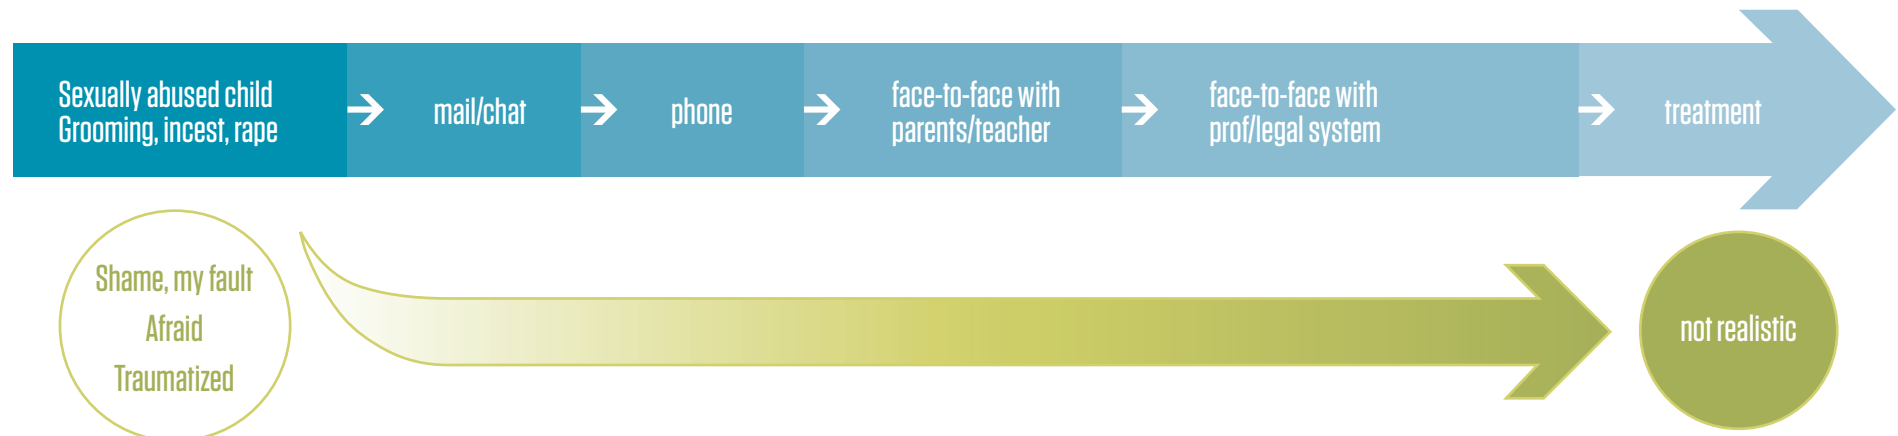 Sexually abused child
Grooming, incest, rape
mail/chat
phone
face-to-face with
parents/teacher
face-to-face with
prof/legal system
treatment
Shame, my fault
Afraid
Traumatized
not realistic